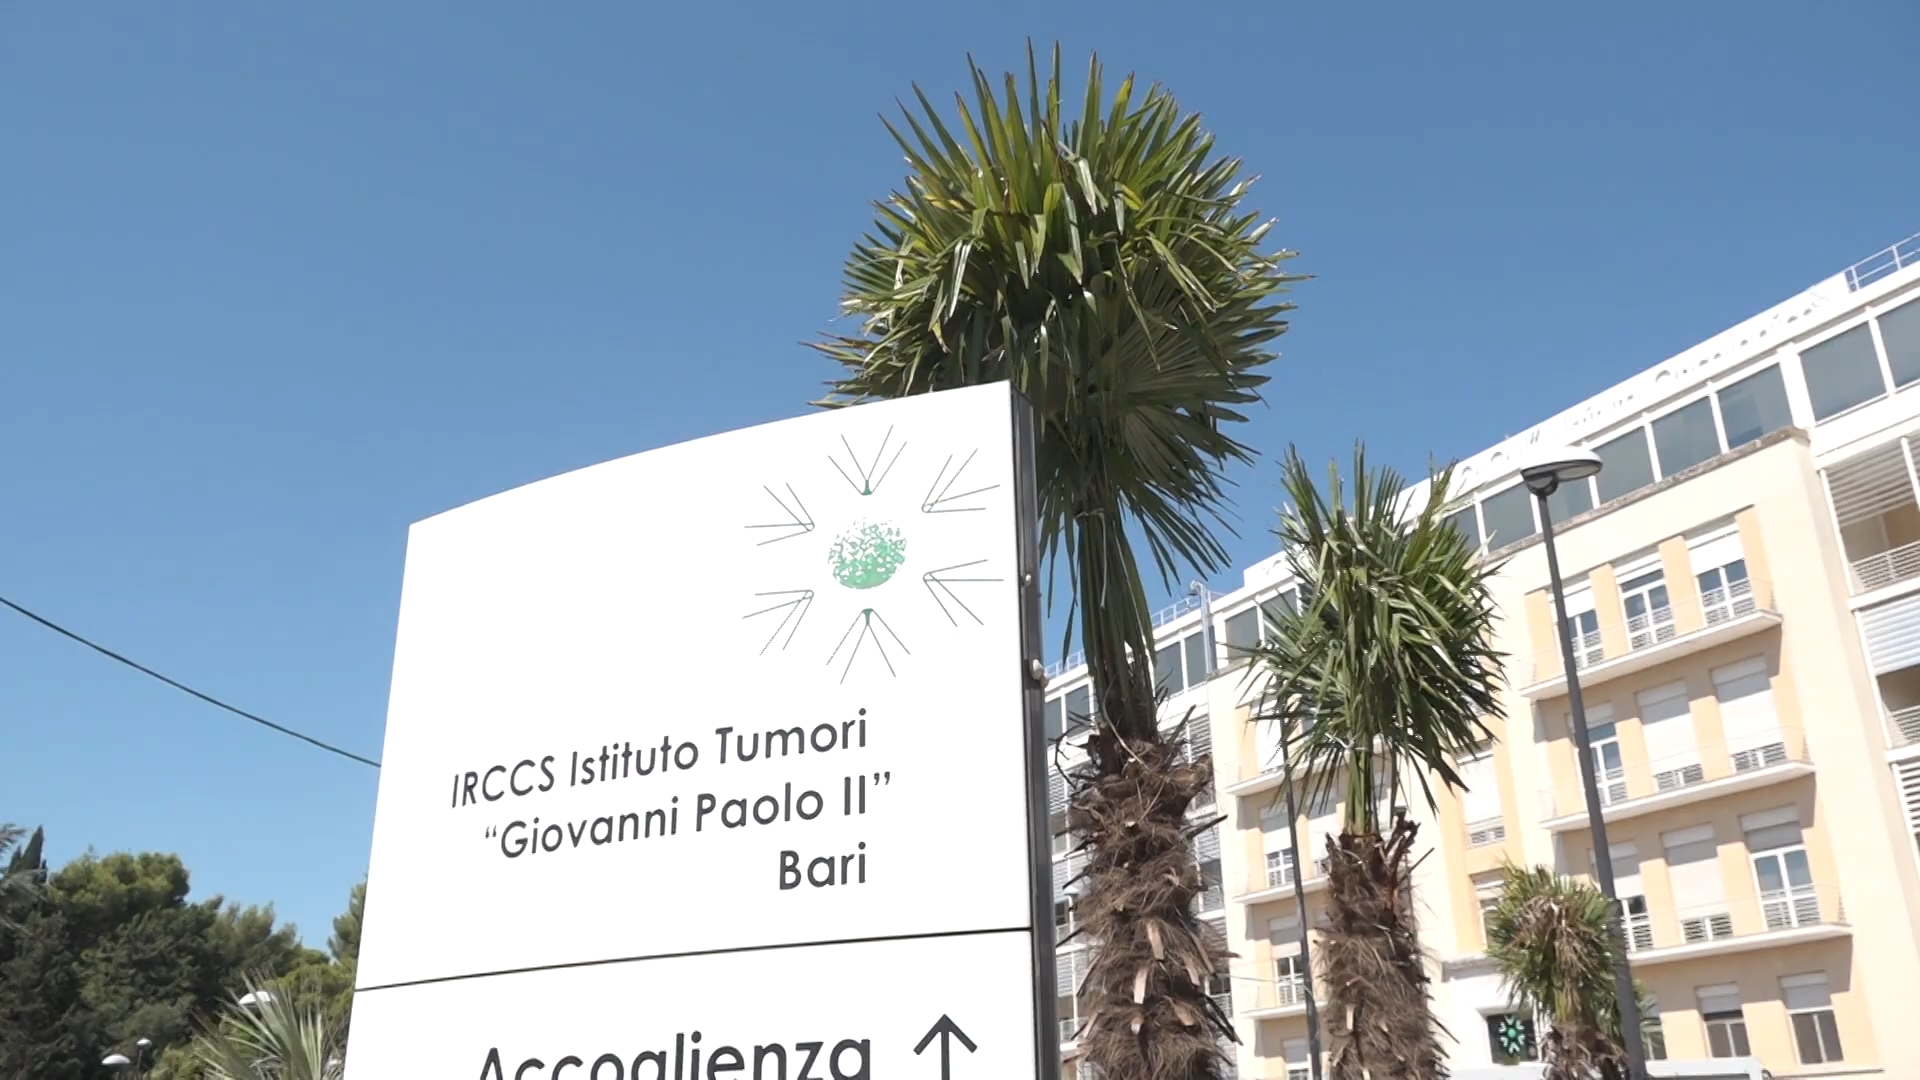 IRCCS Istituto Tumori
“Giovanni Paolo II”
Bari
Accoglienza